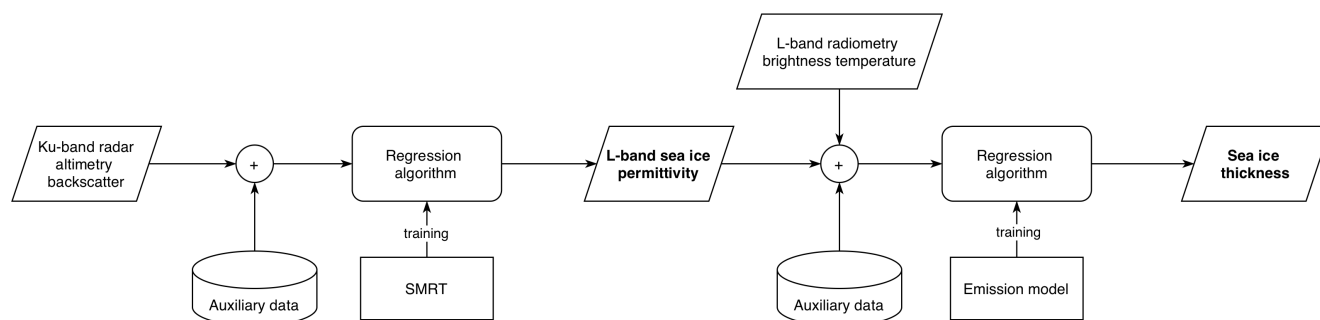 L-band radiometry
brightness temperature
Ku-band radar
altimetry
backscatter
+
Regression
algorithm
L-band sea ice
permittivity
+
Regression
algorithm
Sea ice
thickness
training
training
Auxiliary data
SMRT
Auxiliary data
Emission model